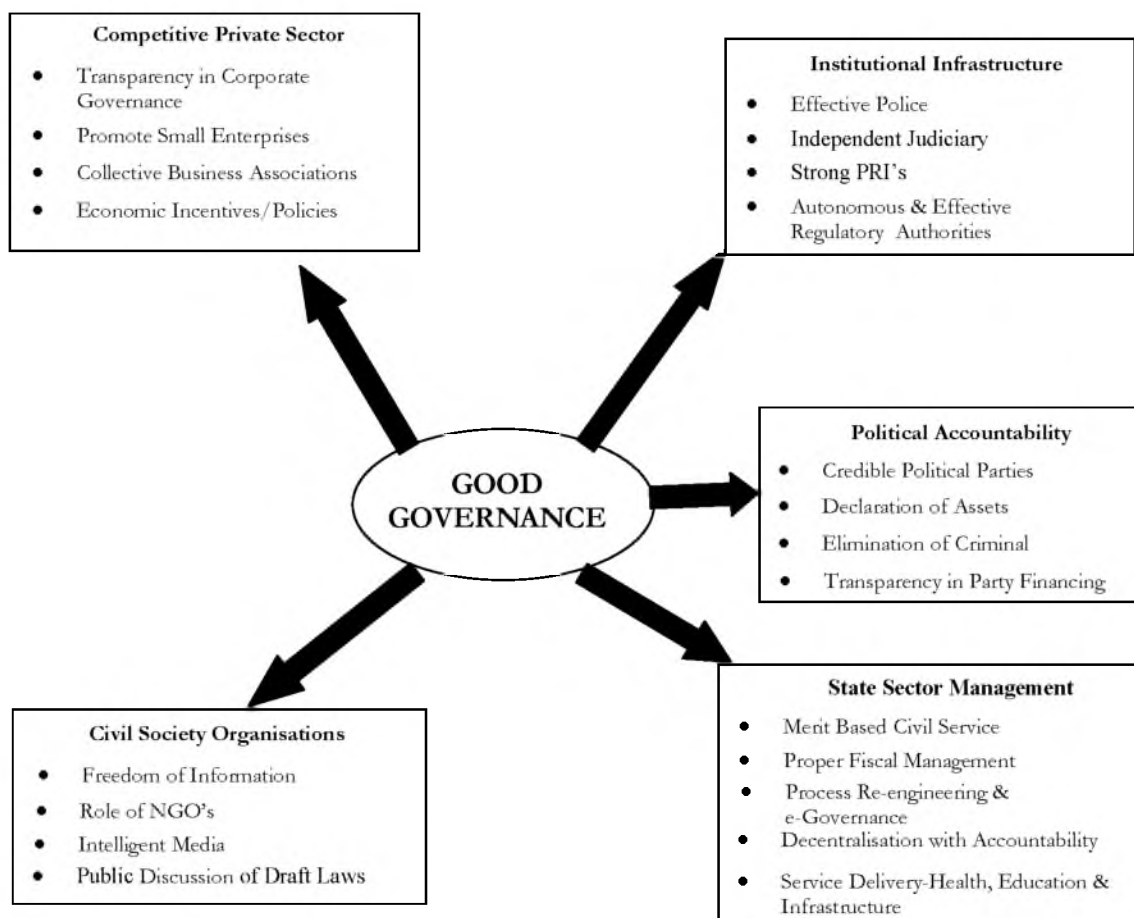 Competitive Private Sector
• Transparency in Corporate
Governance
• Promote Small Enterprises
• Collective Business Associations
• Economic Incentives/Policies
Institutional Infrastructure
• Effective Police
• Independent Judiciary
• Strong PRI's
• Autonomous & Effective
Regulatory Authorities
GOOD
GOVERNANCE
Political Accountability
• Credible Political Parties
• Declaration of Assets
• Elimination of Criminal
• Transparency in Party Financing
Civil Society Organisations
• Freedom of Information
• Role of NGO's
• Intelligent Media
• Public Discussion of Draft Laws
State Sector Management
• Merit Based Civil Service
• Proper Fiscal Management
• Process Re-engineering &
e-Governance
• Decentralisation with Accountability
• Service Delivery-Health, Education &
Infrastructure